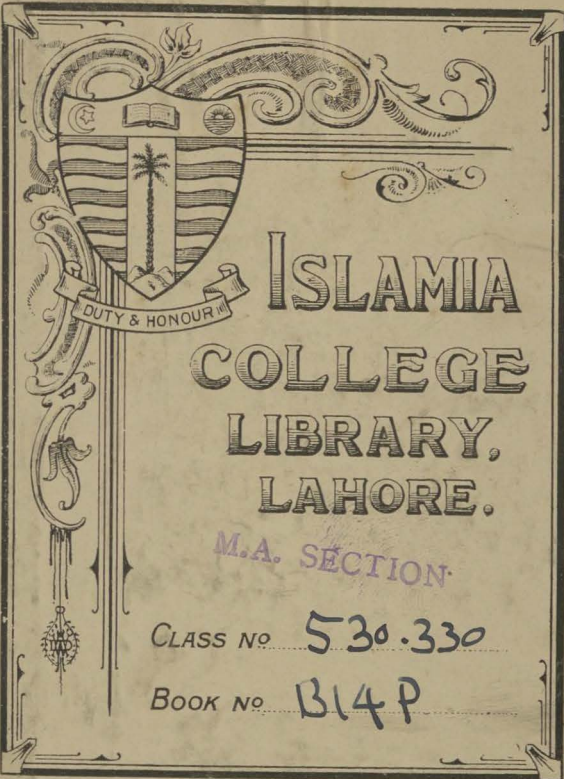 DUTY & HONOUR
ISLAMIA
COLLEGE
LIBRARY,
LAHORE.
M.A. SECTION
CLASS No 530.330
BOOK No B14P